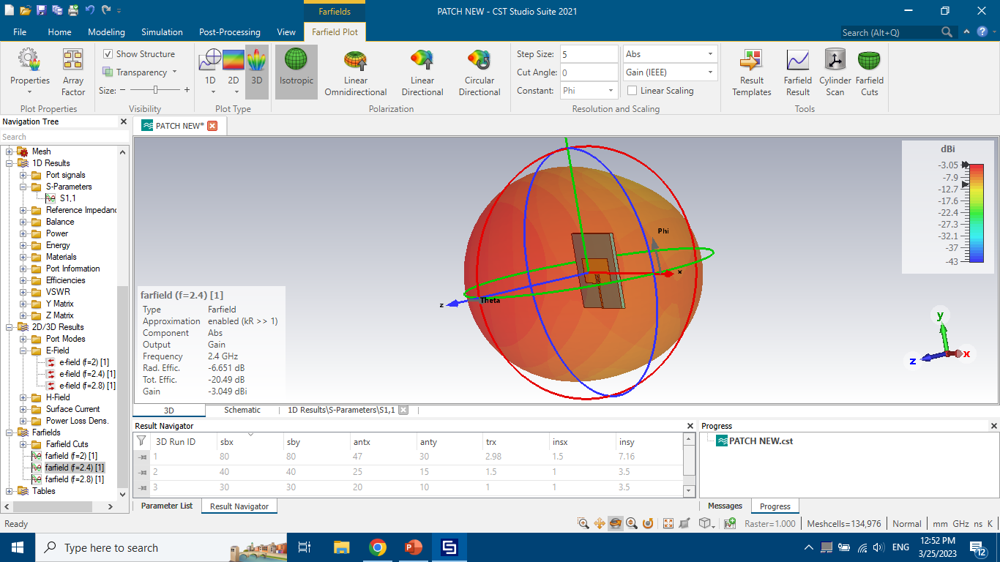 Farfields
PATCH NEW - CST Studio Suite 2021
File Home Modeling Simulation Post-Processing View Farfield Plot
Search (Alt+Q)
Properties
Array Factor
Plot Properties
Show Structure
Transparency
Size: − +
Visibility
1D 2D 3D
Plot Type
Isotropic
Linear Omnidirectional
Linear Directional
Circular Directional
Polarization
Step Size: 5
Cut Angle: 0
Constant: Phi
Abs
Gain (IEEE)
Linear Scaling
Resolution and Scaling
Result Templates
Farfield Result
Cylinder Scan
Farfield Cuts
Tools
Navigation Tree
Search
Mesh
1D Results
Port signals
S-Parameters
S1,1
Reference Impedanc
Balance
Power
Energy
Materials
Port Information
Efficiencies
VSWR
Y Matrix
Z Matrix
2D/3D Results
Port Modes
E-Field
e-field (f=2) [1]
e-field (f=2.4) [1]
e-field (f=2.8) [1]
H-Field
Surface Current
Power Loss Dens.
Farfields
Farfield Cuts
farfield (f=2) [1]
farfield (f=2.4) [1]
farfield (f=2.8) [1]
Tables
PATCH NEW*
Phi
x
z
Theta
dBi
-3.05
-7.9
-12.7
-17.6
-22.4
-27.3
-32.1
-37
-43
y
z
x
farfield (f=2.4) [1]
Type Farfield
Approximation enabled (kR >> 1)
Component Abs
Output Gain
Frequency 2.4 GHz
Rad. Effic. -6.651 dB
Tot. Effic. -20.49 dB
Gain -3.049 dBi
3D Schematic 1D Results\S-Parameters\S1,1
Result Navigator
3D Run ID sbx sby antx anty trx insx insy
1 80 80 47 30 2.98 1.5 7.16
2 40 40 25 15 1.5 1 3.5
3 30 30 20 10 1 1 3.5
Parameter List Result Navigator
Progress
PATCH NEW.cst
Messages Progress
Ready
Raster=1.000 Meshcells=134,976 Normal mm GHz ns K
Type here to search
ENG
12:52 PM
3/25/2023
12